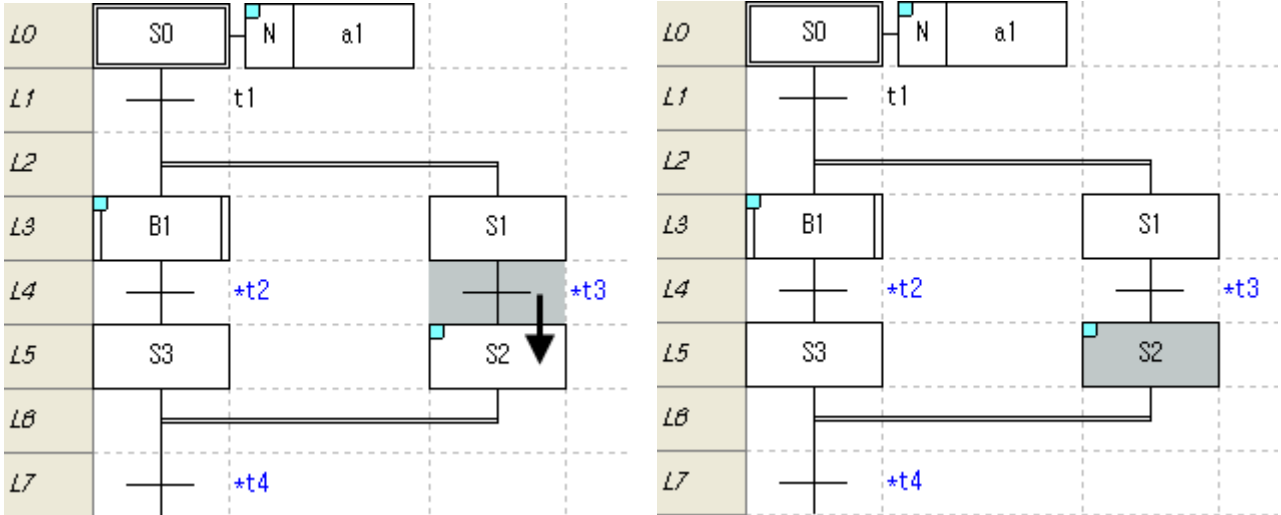 L0 S0 N a1
L1 t1
L2
L3 B1 S1
L4 *t2 *t3
L5 S3 S2
L6
L7 *t4
L0 S0 N a1
L1 t1
L2
L3 B1 S1
L4 *t2 *t3
L5 S3 S2
L6
L7 *t4